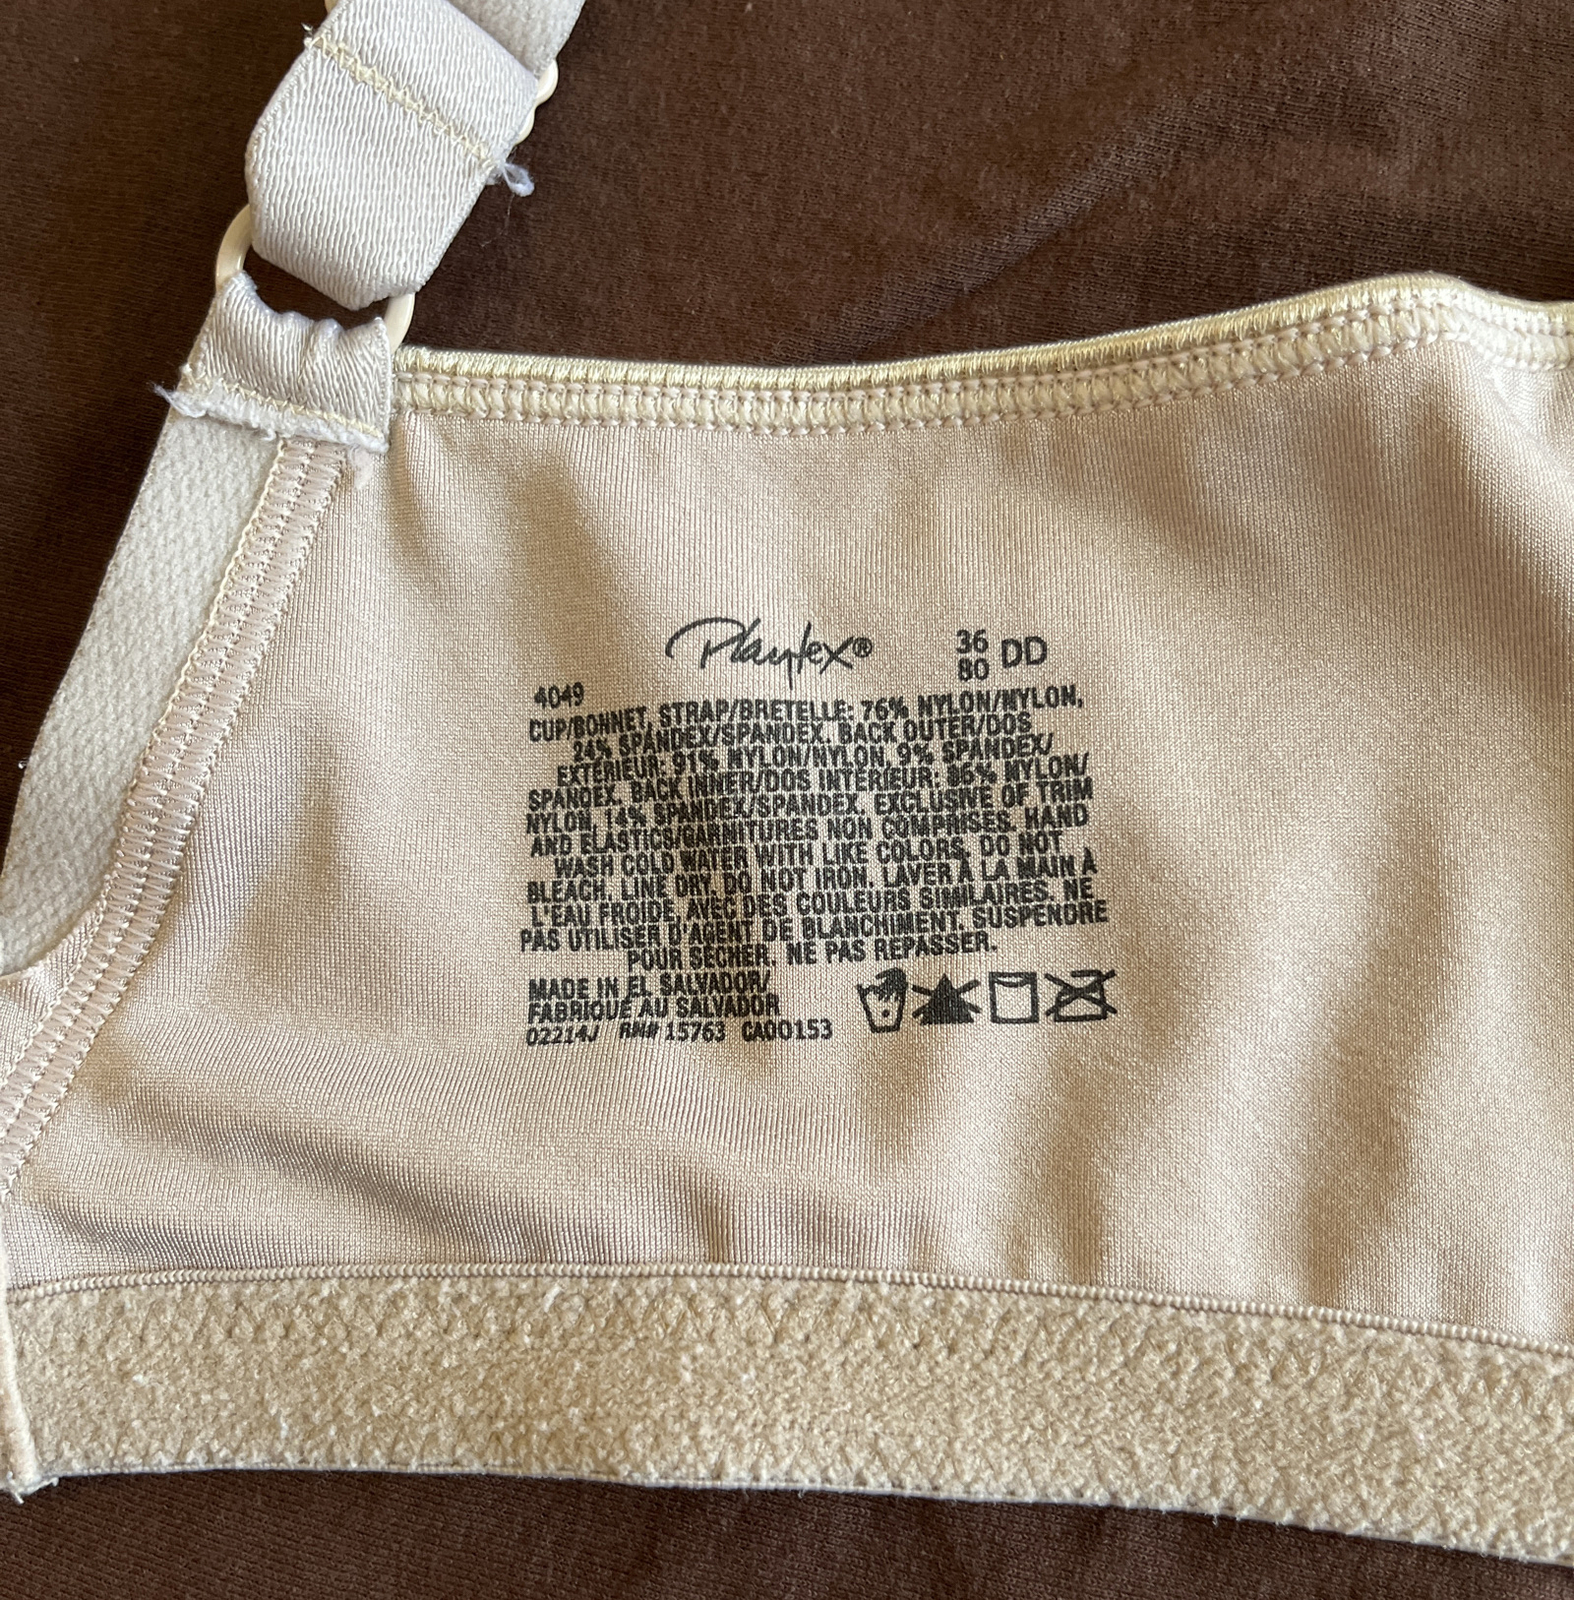 Playtex® 36 80 DD
4049
CUP/BONNET, STRAP/BRETELLE: 76% NYLON/NYLON,
24% SPANDEX/SPANDEX. BACK OUTER/DOS
EXTÉRIEUR: 91% NYLON/NYLON, 9% SPANDEX/
SPANDEX. BACK INNER/DOS INTÉRIEUR: 86% NYLON/
NYLON, 14% SPANDEX/SPANDEX. EXCLUSIVE OF TRIM
AND ELASTICS/GARNITURES NON COMPRISES. HAND
WASH COLD WATER WITH LIKE COLORS. DO NOT
BLEACH. LINE DRY. DO NOT IRON. LAVER À LA MAIN À
L'EAU FROIDE, AVEC DES COULEURS SIMILAIRES. NE
PAS UTILISER D'AGENT DE BLANCHIMENT. SUSPENDRE
POUR SÉCHER. NE PAS REPASSER.
MADE IN EL SALVADOR/
FABRIQUÉ AU SALVADOR
02214J RN# 15763 CA00153